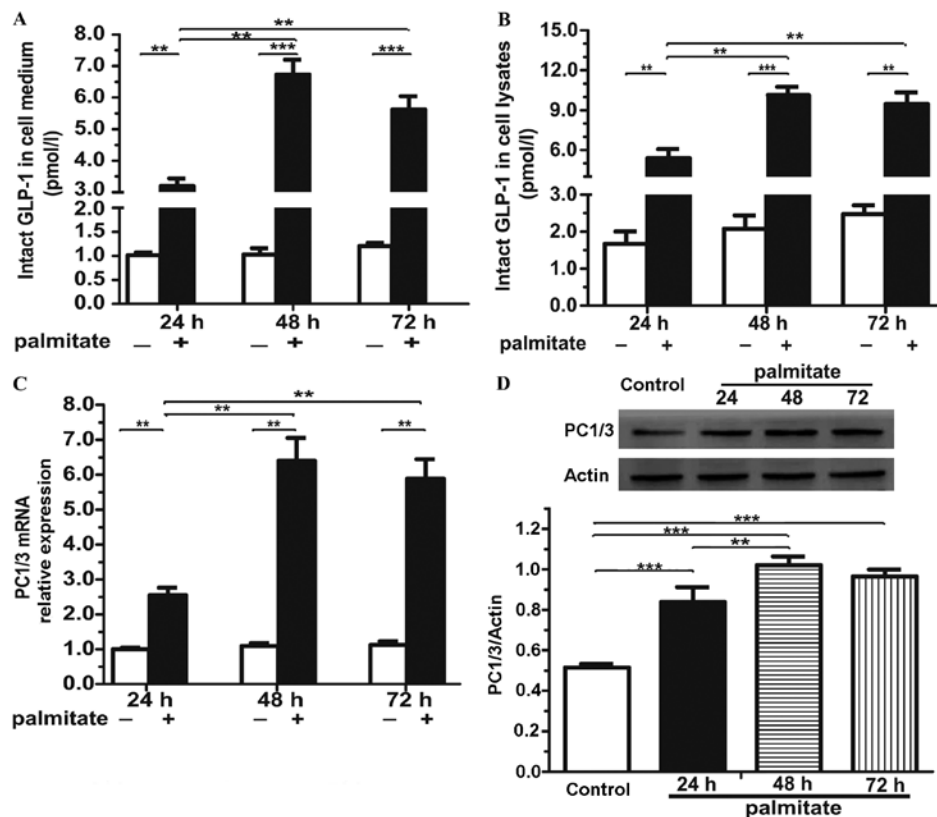 A
Intact GLP-1 in cell medium
(pmol/l)
8.0
7.0
6.0
5.0
4.0
3.0
2.0
1.5
1.0
0.5
0.0
**
**
**
***
***
24 h
48 h
72 h
palmitate
— + — + — +
B
Intact GLP-1 in cell lysates
(pmol/l)
15.0
12.0
9.0
6.0
3.0
2.0
1.0
0.0
**
**
**
***
**
24 h
48 h
72 h
palmitate
− + − + − +
C
PC1/3 mRNA
relative expression
8.0
7.0
6.0
5.0
4.0
3.0
2.0
1.0
0.0
**
**
**
**
**
24 h
48 h
72 h
palmitate
— + — + — +
D
Control
palmitate
24 48 72
PC1/3
Actin
PC1/3/Actin
1.2
1.0
0.8
0.6
0.4
0.2
0.0
***
***
**
***
Control
24 h
48 h
72 h
palmitate